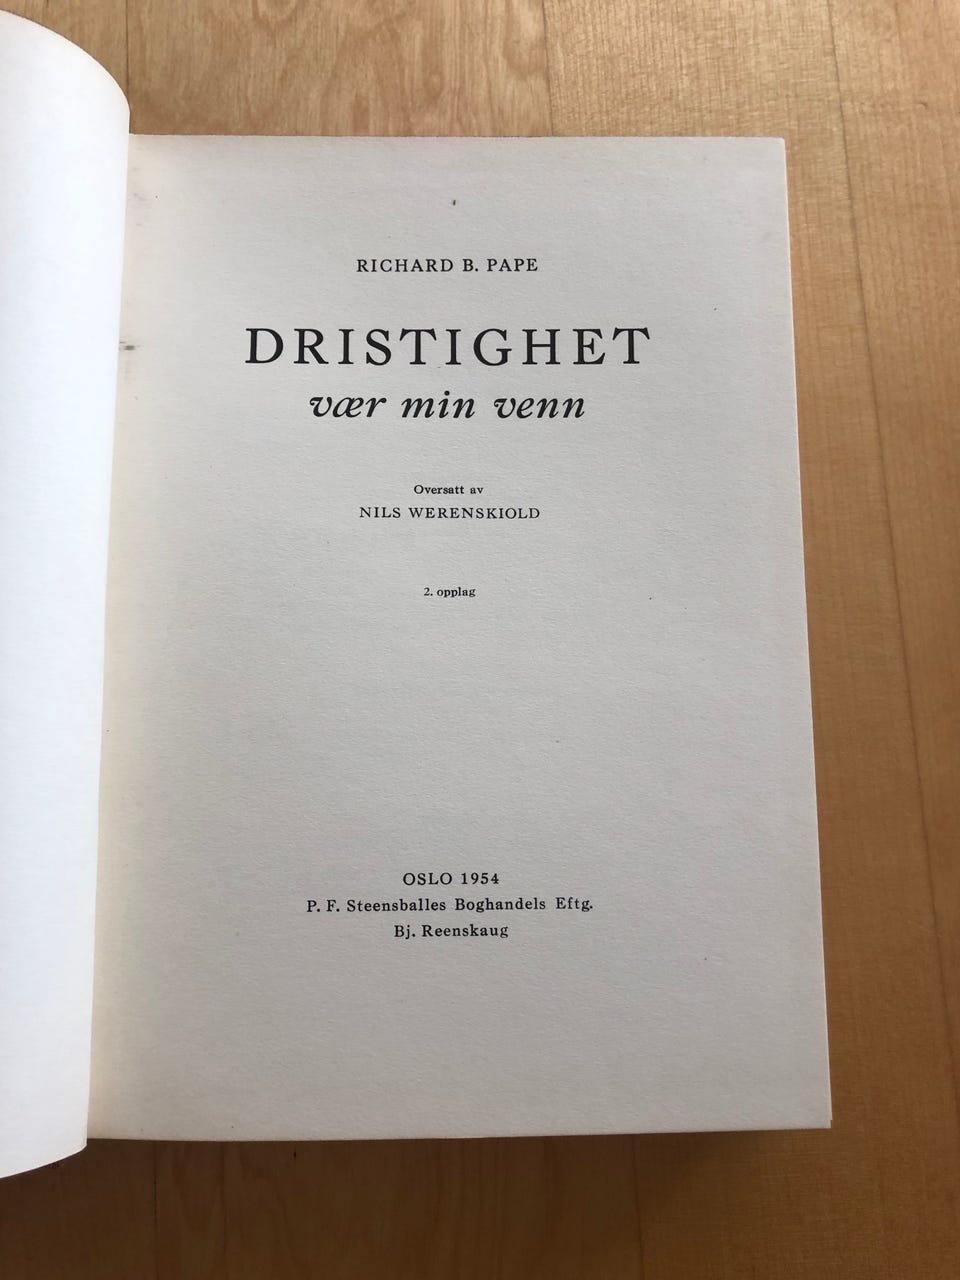 RICHARD B. PAPE
DRISTIGHET
vær min venn
Oversatt av
NILS WERENSKIOLD
2. opplag
OSLO 1954
P. F. Steensballes Boghandels Eftg.
Bj. Reenskaug